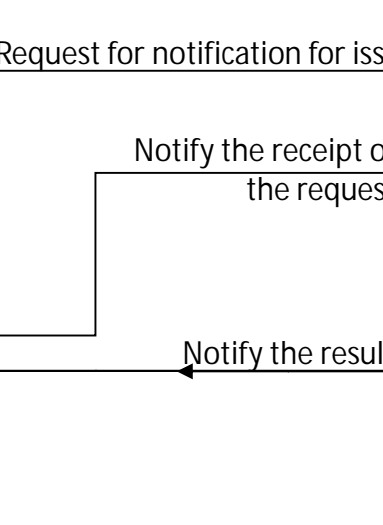 Request for notification for iss
Notify the receipt o
the reques
Notify the resul